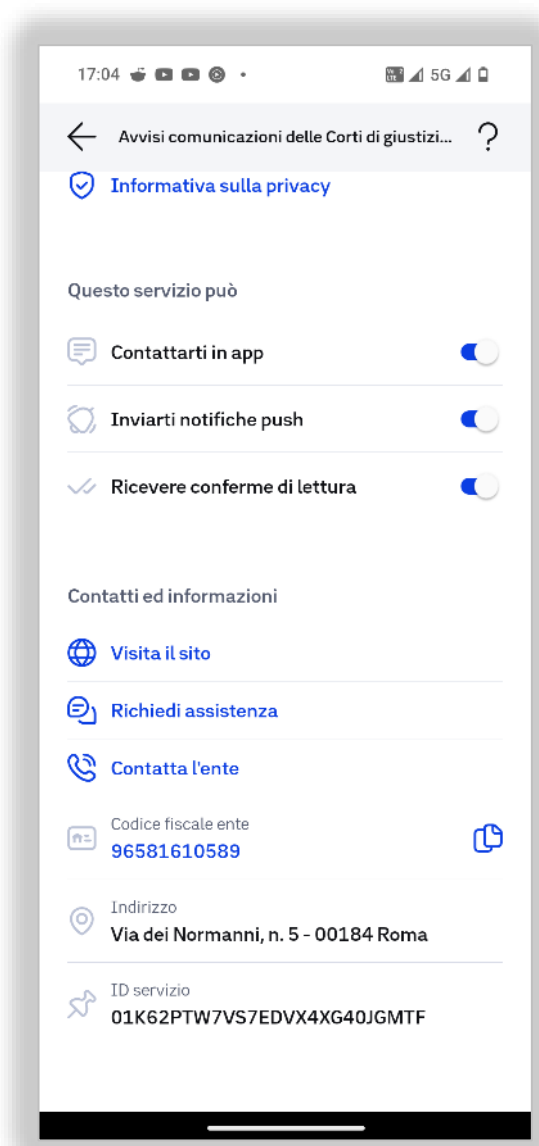 17:04
5G
Avvisi comunicazioni delle Corti di giustizi... ?
Informativa sulla privacy
Questo servizio può
Contattarti in app
Inviarti notifiche push
Ricevere conferme di lettura
Contatti ed informazioni
Visita il sito
Richiedi assistenza
Contatta l'ente
Codice fiscale ente
96581610589
Indirizzo
Via dei Normanni, n. 5 - 00184 Roma
ID servizio
01K62PTW7VS7EDVX4XG40JGMTF